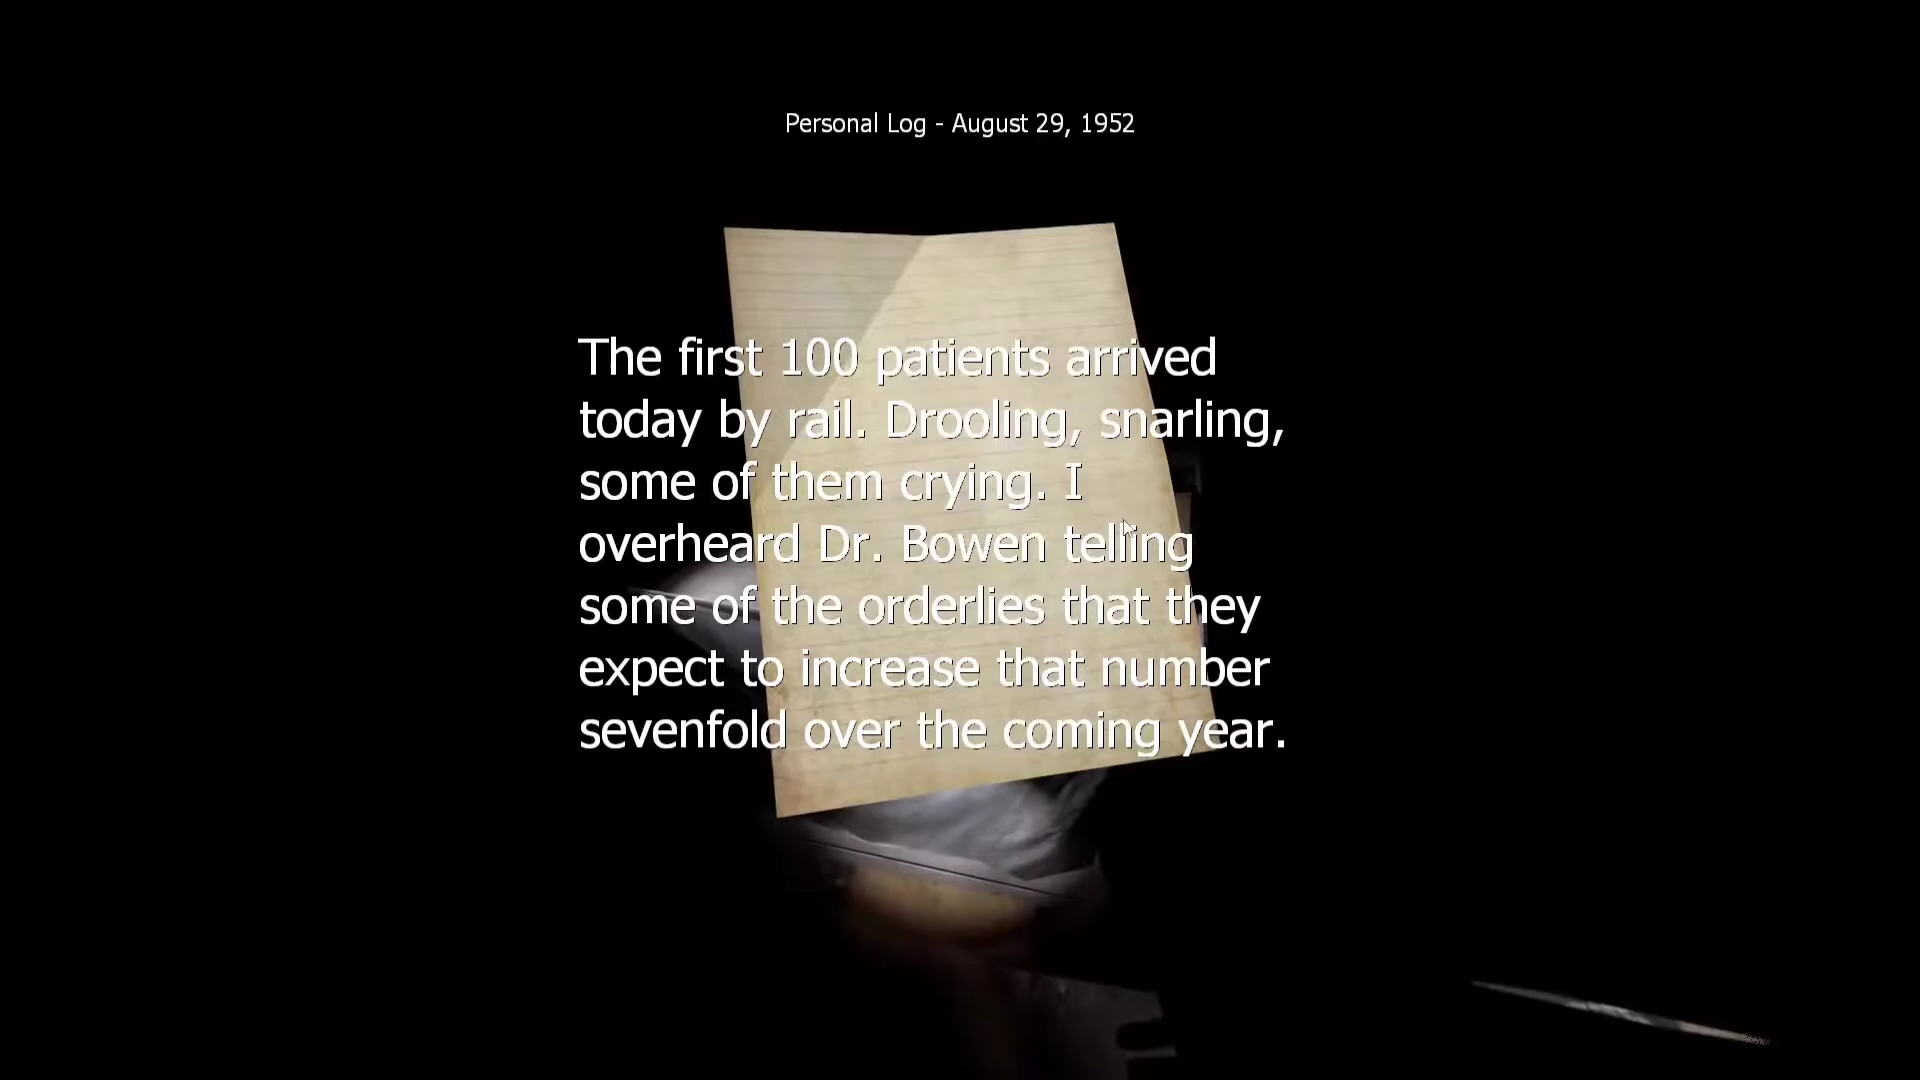 Personal Log - August 29, 1952
The first 100 patients arrived
today by rail. Drooling, snarling,
some of them crying. I
overheard Dr. Bowen telling
some of the orderlies that they
expect to increase that number
sevenfold over the coming year.